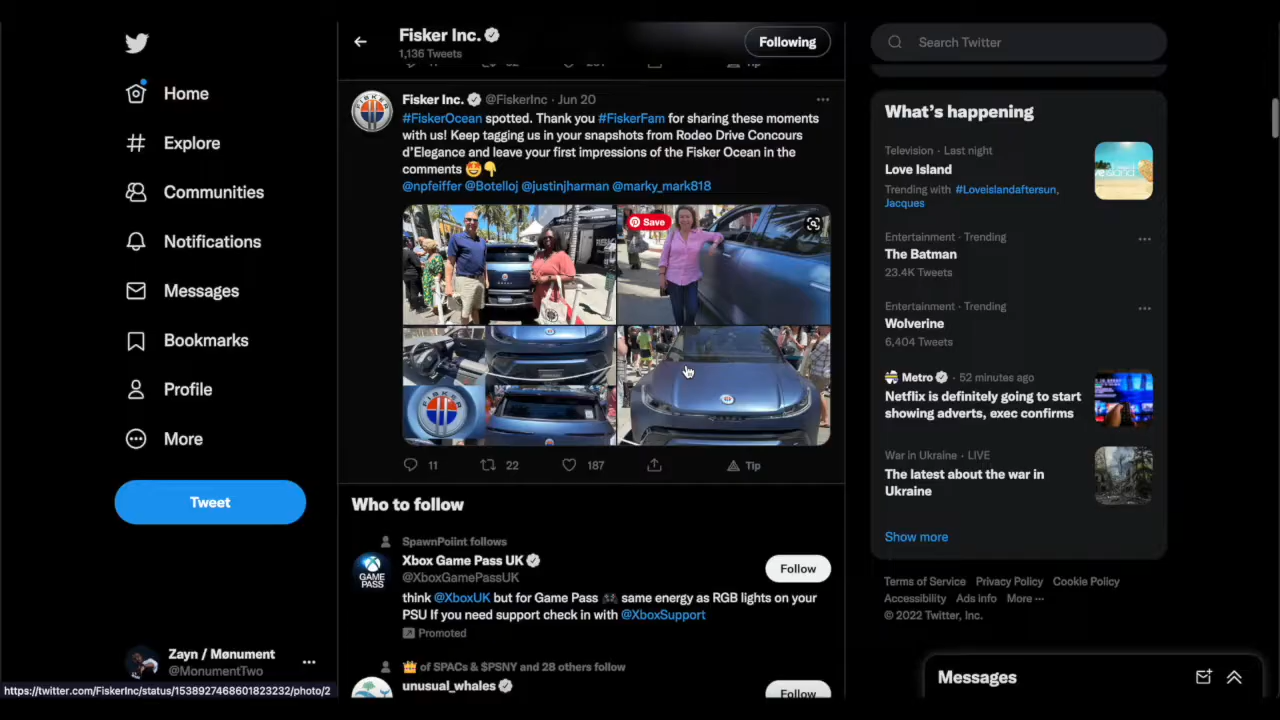 Home
Explore
Communities
Notifications
Messages
Bookmarks
Profile
More
Tweet
Zayn / Mønument
@MonumentTwo
https://twitter.com/FiskerInc/status/1538927468601823232/photo/2
Fisker Inc.
1,136 Tweets
Following
Tip
Fisker Inc. @FiskerInc · Jun 20
#FiskerOcean spotted. Thank you #FiskerFam for sharing these moments
with us! Keep tagging us in your snapshots from Rodeo Drive Concours
d'Elegance and leave your first impressions of the Fisker Ocean in the
comments 🤩👇
@npfeiffer @Botelloj @justinjharman @marky_mark818
Save
FISKER
11 22 187 Tip
Who to follow
SpawnPoiint follows
Xbox Game Pass UK
@XboxGamePassUK
Follow
GAME
PASS
think @XboxUK but for Game Pass 🎮 same energy as RGB lights on your
PSU If you need support check in with @XboxSupport
Promoted
👑 of SPACs & $PSNY and 28 others follow
unusual_whales
Follow
Search Twitter
What's happening
Television · Last night
Love Island
Trending with #Loveislandaftersun,
Jacques
Entertainment · Trending
The Batman
23.4K Tweets
Entertainment · Trending
Wolverine
6,404 Tweets
Metro · 52 minutes ago
Netflix is definitely going to start
showing adverts, exec confirms
War in Ukraine · LIVE
The latest about the war in
Ukraine
Show more
Terms of Service Privacy Policy Cookie Policy
Accessibility Ads info More ···
© 2022 Twitter, Inc.
Messages